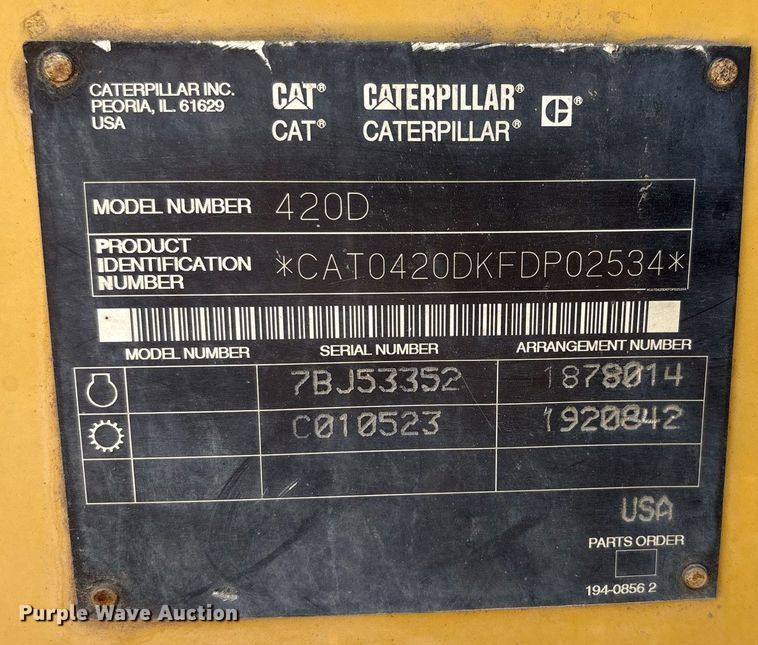 CATERPILLAR INC.
PEORIA, IL. 61629
USA
CAT® CATERPILLAR® C®
CAT® CATERPILLAR®
MODEL NUMBER 420D
PRODUCT
IDENTIFICATION
NUMBER
*CAT0420DKFDP02534*
*CAT0420DKFDP02534*
MODEL NUMBER SERIAL NUMBER ARRANGEMENT NUMBER
7BJ53352 1878014
C010523 1920842
USA
PARTS ORDER
194-0856 2
Purple Wave Auction